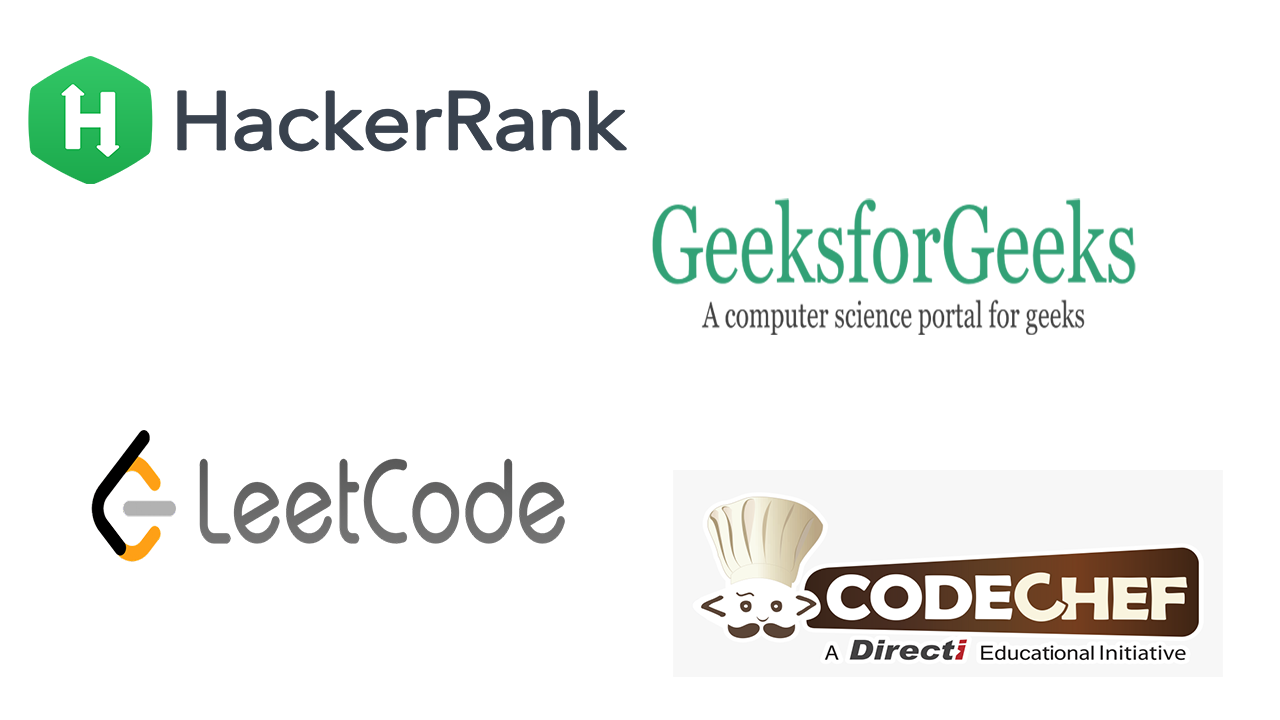 HackerRank
GeeksforGeeks
A computer science portal for geeks
LeetCode
CODECHEF
A Directi Educational Initiative